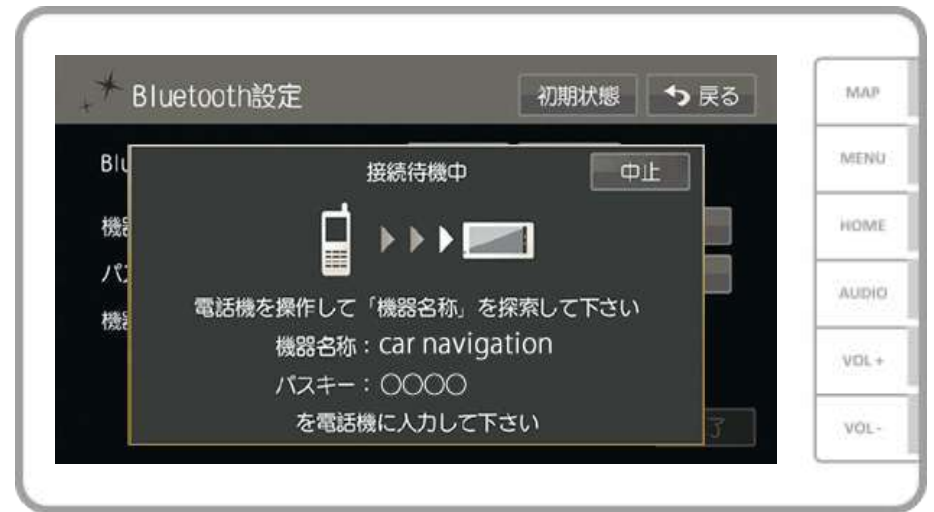 Bluetooth設定
初期状態
戻る
MAP
MENU
接続待機中
中止
HOME
電話機を操作して「機器名称」を探索して下さい
AUDIO
機器名称：car navigation
パスキー：〇〇〇〇
VOL +
を電話機に入力して下さい
VOL -